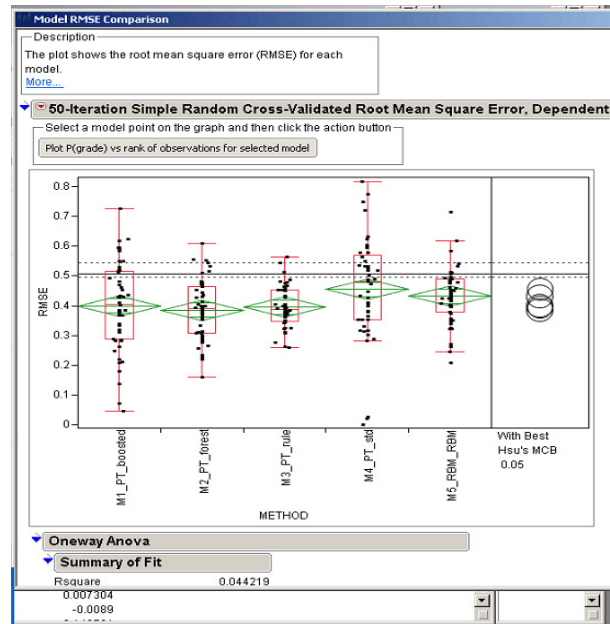 Model RMSE Comparison
Description
The plot shows the root mean square error (RMSE) for each
model.
More...
50-Iteration Simple Random Cross-Validated Root Mean Square Error, Dependent
Select a model point on the graph and then click the action button
Plot P(grade) vs rank of observations for selected model
0.8
0.7
0.6
0.5
0.4
0.3
0.2
0.1
0
RMSE
M1_PT_boosted
M2_PT_forest
M3_PT_rule
M4_PT_std
M5_RBM_RBM
METHOD
With Best
Hsu's MCB
0.05
Oneway Anova
Summary of Fit
Rsquare 0.044219
0.007304
-0.0089